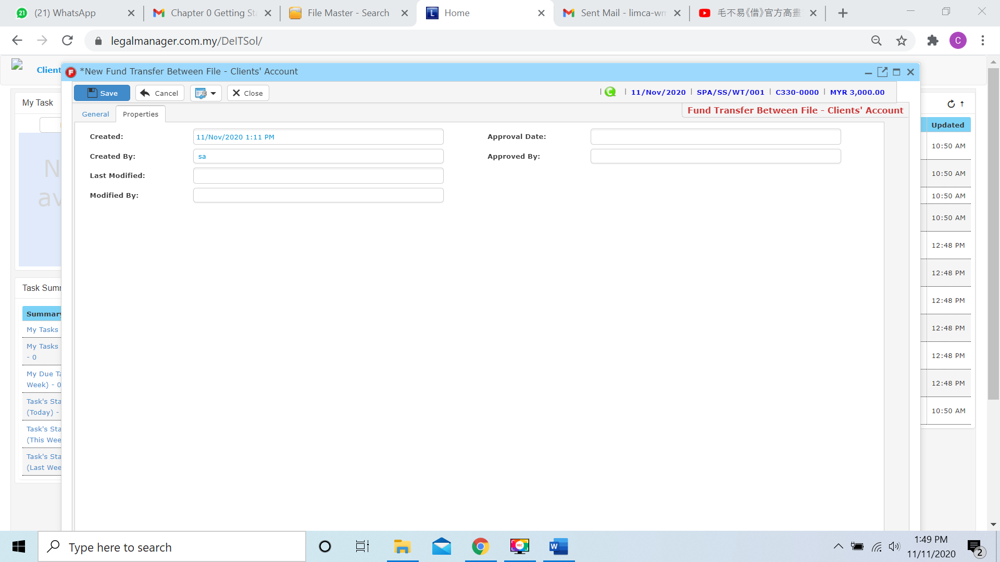 (21) WhatsApp
Chapter 0 Getting Sta
File Master - Search
Home
Sent Mail - limca-wm
毛不易《借》官方高畫
legalmanager.com.my/DeITSol/
C
Client
*New Fund Transfer Between File - Clients' Account
Save
Cancel
Close
11/Nov/2020 | SPA/SS/WT/001 | C330-0000 | MYR 3,000.00
General
Properties
Fund Transfer Between File - Clients' Account
Created:
11/Nov/2020 1:11 PM
Approval Date:
Created By:
sa
Approved By:
Last Modified:
Modified By:
My Task
N
av
Task Summ
Summary
My Tasks
My Tasks
- 0
My Due Ta
Week) - 0
Task's Sta
(Today) -
Task's Sta
(This Wee
Task's Sta
(Last Wee
Updated
10:50 AM
10:50 AM
10:50 AM
10:50 AM
12:48 PM
12:48 PM
12:48 PM
12:48 PM
12:48 PM
12:48 PM
10:50 AM
Type here to search
1:49 PM
11/11/2020
2